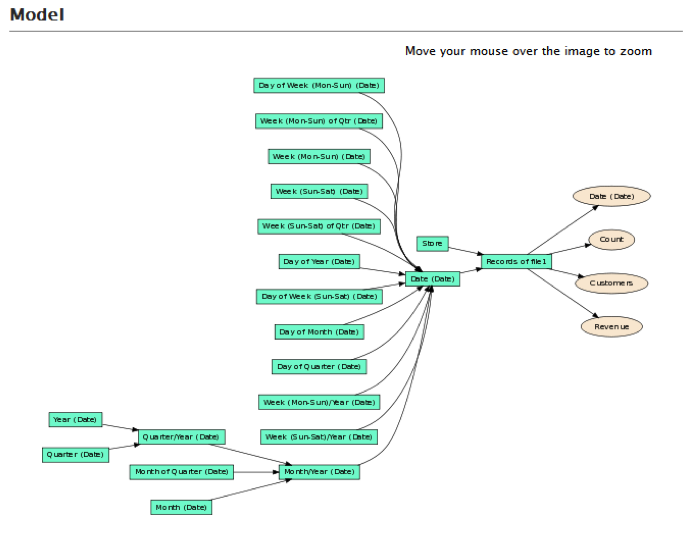 Model
Move your mouse over the image to zoom
Day of Week (Mon-Sun) (Date)
Week (Mon-Sun) of Qtr (Date)
Week (Mon-Sun) (Date)
Week (Sun-Sat) (Date)
Date (Date)
Week (Sun-Sat) of Qtr (Date)
Store
Count
Day of Year (Date)
Records of file1
Date (Date)
Customers
Day of Week (Sun-Sat) (Date)
Day of Month (Date)
Revenue
Day of Quarter (Date)
Week (Mon-Sun)/Year (Date)
Year (Date)
Quarter/Year (Date)
Week (Sun-Sat)/Year (Date)
Quarter (Date)
Month of Quarter (Date)
Month/Year (Date)
Month (Date)